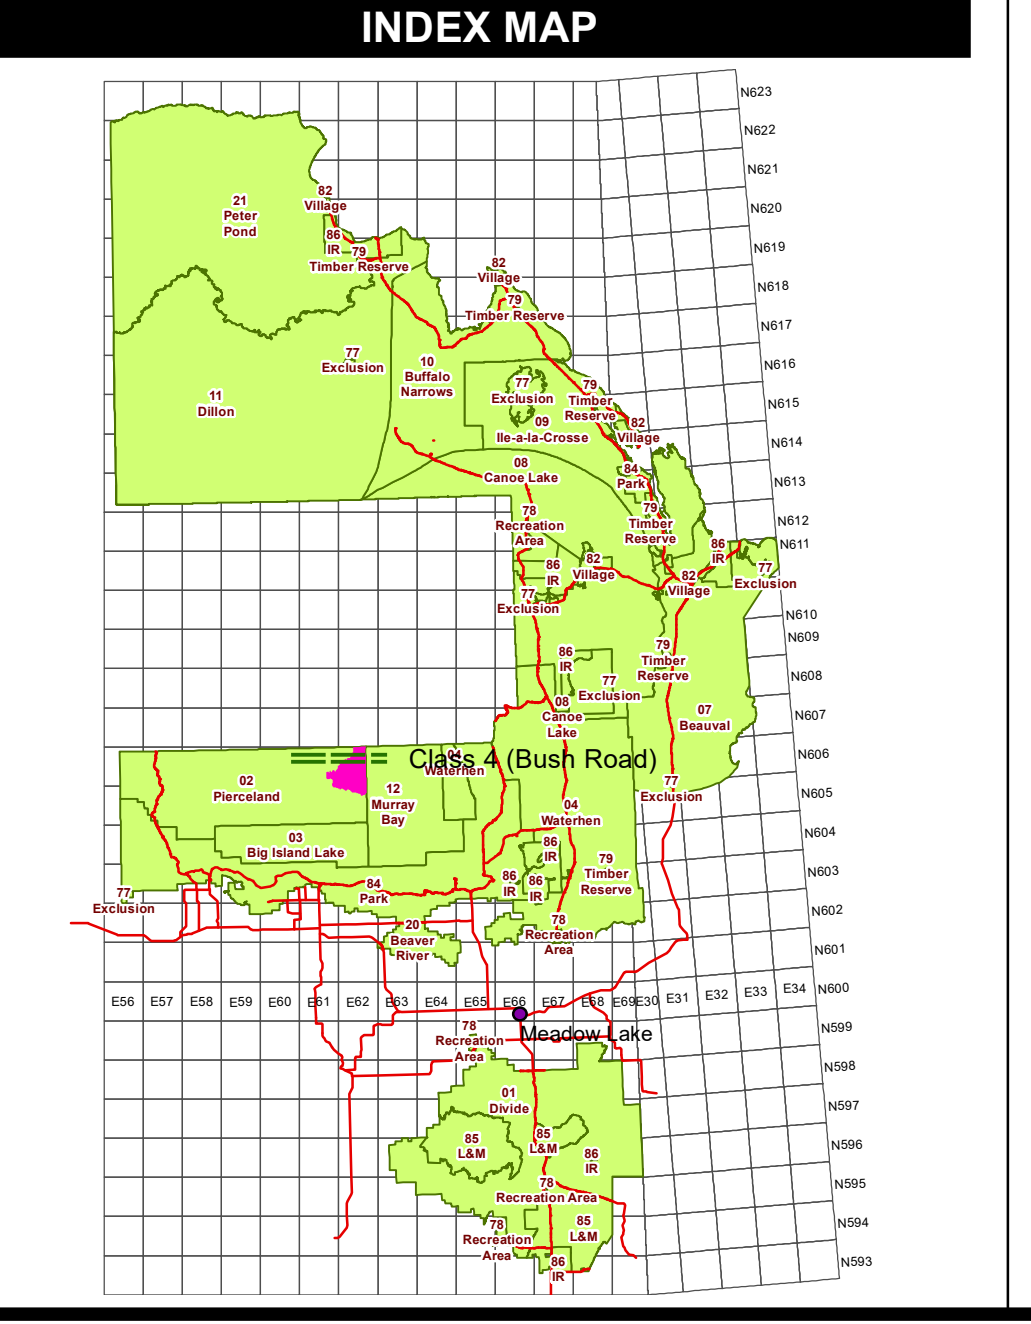 INDEX MAP
N623
N622
N621
N620
N619
N618
N617
N616
N615
N614
N613
N612
N611
N610
N609
N608
N607
N606
N605
N604
N603
N602
N601
N600
N599
N598
N597
N596
N595
N594
N593
21
Peter
Pond
82
Village
86
IR
79
Timber Reserve
82
Village
79
Timber Reserve
77
Exclusion
10
Buffalo
Narrows
11
Dillon
77
Exclusion
79
Timber
Reserve
09
Ile-a-la-Crosse
82
Village
08
Canoe Lake
84
Park
78
Recreation
Area
79
Timber
Reserve
86
IR
77
Exclusion
86
IR
82
Village
82
Village
77
Exclusion
86
IR
79
Timber
Reserve
77
Exclusion
08
Canoe
Lake
07
Beauval
Class 4 (Bush Road)
04
Waterhen
02
Pierceland
12
Murray
Bay
77
Exclusion
04
Waterhen
03
Big Island Lake
86
IR
79
Timber
Reserve
84
Park
86
IR
86
IR
77
Exclusion
20
Beaver
River
78
Recreation
Area
E56
E57
E58
E59
E60
E61
E62
E63
E64
E65
E66
E67
E68
E69
E30
E31
E32
E33
E34
Meadow Lake
78
Recreation
Area
01
Divide
85
L&M
85
L&M
86
IR
78
Recreation Area
78
Recreation
Area
85
L&M
86
IR